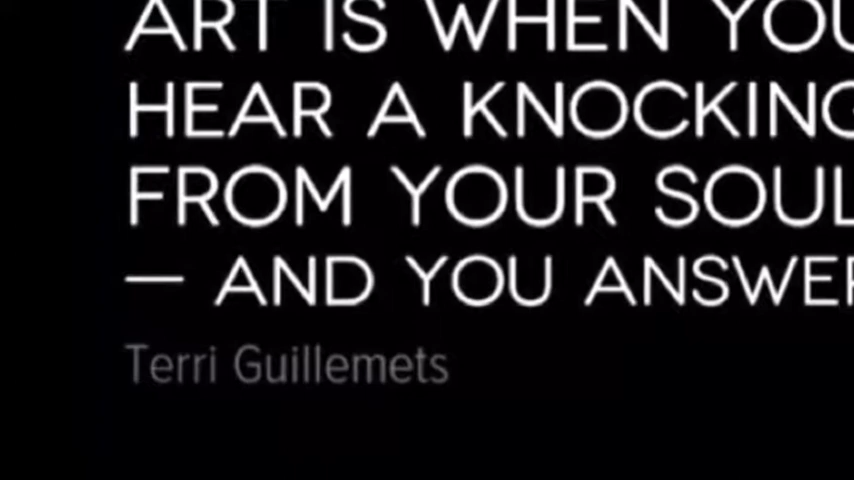 ART IS WHEN YOU
HEAR A KNOCKING
FROM YOUR SOUL
— AND YOU ANSWER
Terri Guillemets